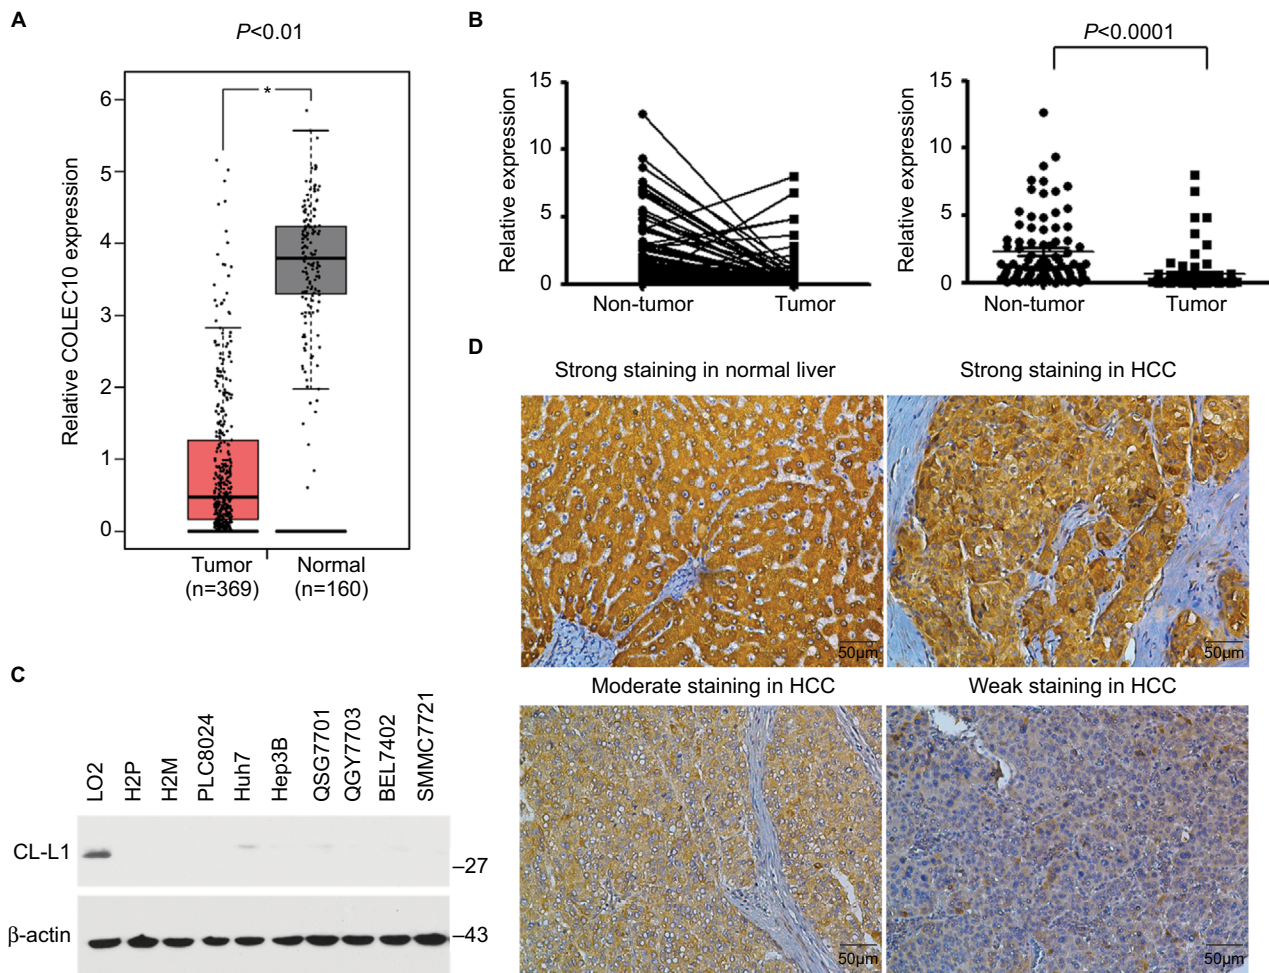 A
P<0.01
Relative COLEC10 expression
6
5
4
3
2
1
0
*
Tumor
(n=369)
Normal
(n=160)
B
Relative expression
15
10
5
0
Non-tumor
Tumor
P<0.0001
Relative expression
15
10
5
0
Non-tumor
Tumor
C
LO2
H2P
H2M
PLC8024
Huh7
Hep3B
QSG7701
QGY7703
BEL7402
SMMC7721
CL-L1
–27
β-actin
–43
D
Strong staining in normal liver
Strong staining in HCC
50μm
50μm
Moderate staining in HCC
Weak staining in HCC
50μm
50μm